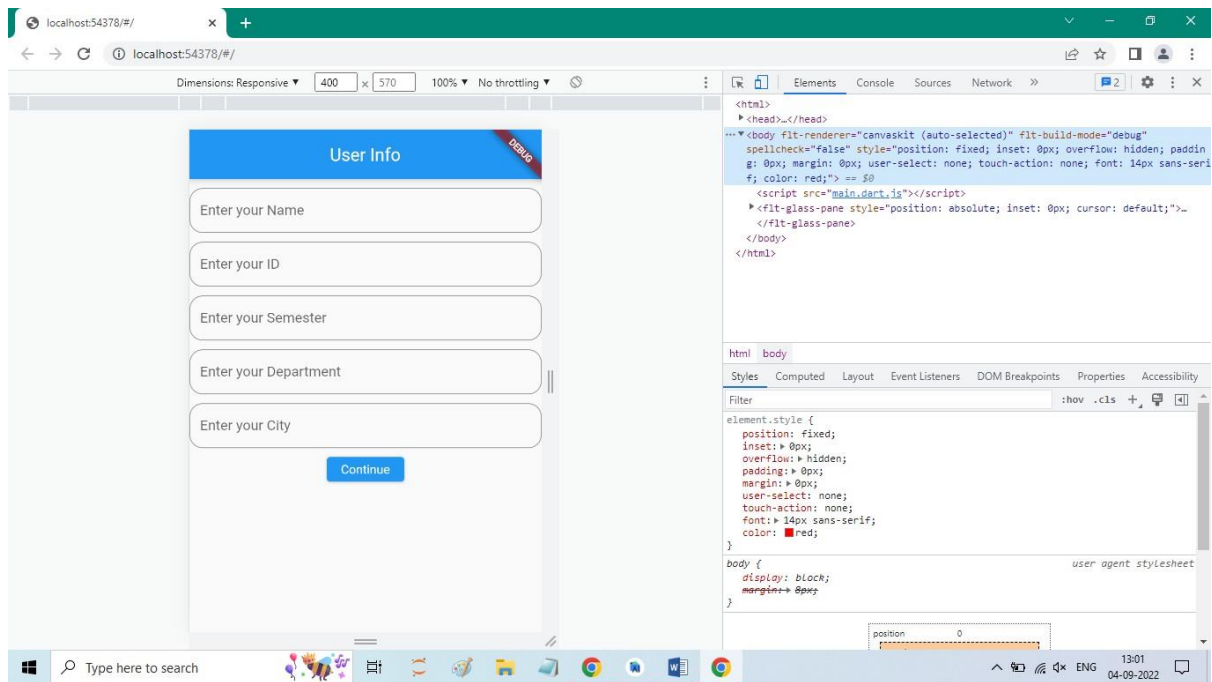 localhost:54378/#/
localhost:54378/#/
Dimensions: Responsive ▼ 400 × 570 100% ▼ No throttling ▼
Elements Console Sources Network » 2
User Info
DEBUG
Enter your Name
Enter your ID
Enter your Semester
Enter your Department
Enter your City
Continue
<html>
▶<head>…</head>
…▼<body flt-renderer="canvaskit (auto-selected)" flt-build-mode="debug"
spellcheck="false" style="position: fixed; inset: 0px; overflow: hidden; paddin
g: 0px; margin: 0px; user-select: none; touch-action: none; font: 14px sans-seri
f; color: red;"> == $0
<script src="main.dart.js"></script>
▶<flt-glass-pane style="position: absolute; inset: 0px; cursor: default;">…
</flt-glass-pane>
</body>
</html>
html body
Styles Computed Layout Event Listeners DOM Breakpoints Properties Accessibility
Filter :hov .cls +
element.style {
position: fixed;
inset:▶ 0px;
overflow:▶ hidden;
padding:▶ 0px;
margin:▶ 0px;
user-select: none;
touch-action: none;
font:▶ 14px sans-serif;
color: red;
}
body { user agent stylesheet
display: block;
margin:▶ 8px;
}
position 0
Type here to search
W
ENG 13:01
04-09-2022